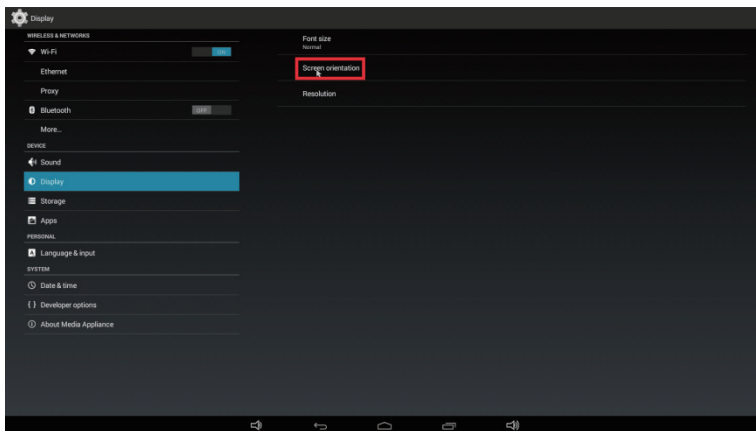 Display
WIRELESS & NETWORKS
Wi-Fi ON
Ethernet
Proxy
Bluetooth OFF
More...
DEVICE
Sound
Display
Storage
Apps
PERSONAL
Language & input
SYSTEM
Date & time
Developer options
About Media Appliance
Font size
Normal
Screen orientation
Resolution